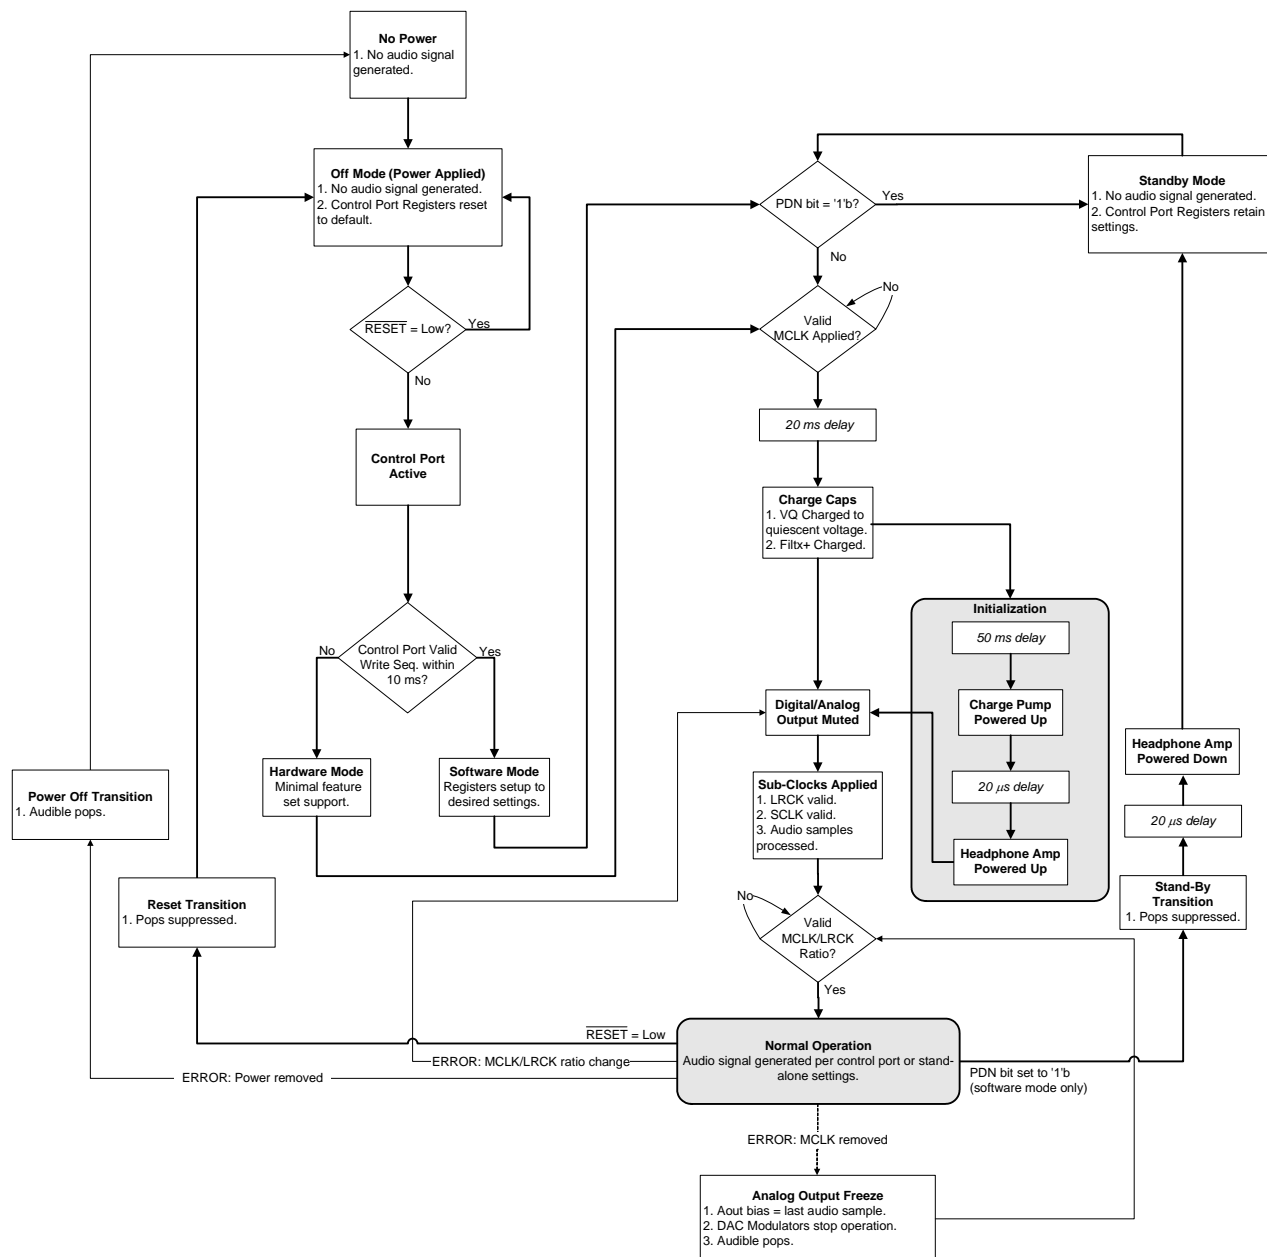 No Power
1. No audio signal
generated.
Off Mode (Power Applied)
1. No audio signal generated.
2. Control Port Registers reset
to default.
RESET = Low?
Yes
No
Control Port
Active
Control Port Valid
Write Seq. within
10 ms?
No
Yes
Hardware Mode
Minimal feature
set support.
Software Mode
Registers setup to
desired settings.
Power Off Transition
1. Audible pops.
Reset Transition
1. Pops suppressed.
PDN bit = '1'b?
Yes
No
Standby Mode
1. No audio signal generated.
2. Control Port Registers retain
settings.
Valid
MCLK Applied?
No
20 ms delay
Charge Caps
1. VQ Charged to
quiescent voltage.
2. Filtx+ Charged.
Initialization
50 ms delay
Charge Pump
Powered Up
20 μs delay
Headphone Amp
Powered Up
Digital/Analog
Output Muted
Sub-Clocks Applied
1. LRCK valid.
2. SCLK valid.
3. Audio samples
processed.
No
Valid
MCLK/LRCK
Ratio?
Yes
Headphone Amp
Powered Down
20 μs delay
Stand-By
Transition
1. Pops suppressed.
RESET = Low
ERROR: MCLK/LRCK ratio change
ERROR: Power removed
Normal Operation
Audio signal generated per control port or stand-
alone settings.
PDN bit set to '1'b
(software mode only)
ERROR: MCLK removed
Analog Output Freeze
1. Aout bias = last audio sample.
2. DAC Modulators stop operation.
3. Audible pops.